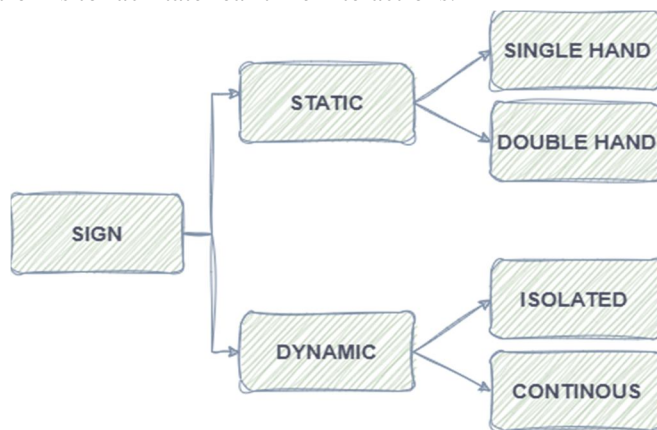 SINGLE HAND
STATIC
DOUBLE HAND
SIGN
ISOLATED
DYNAMIC
CONTINOUS